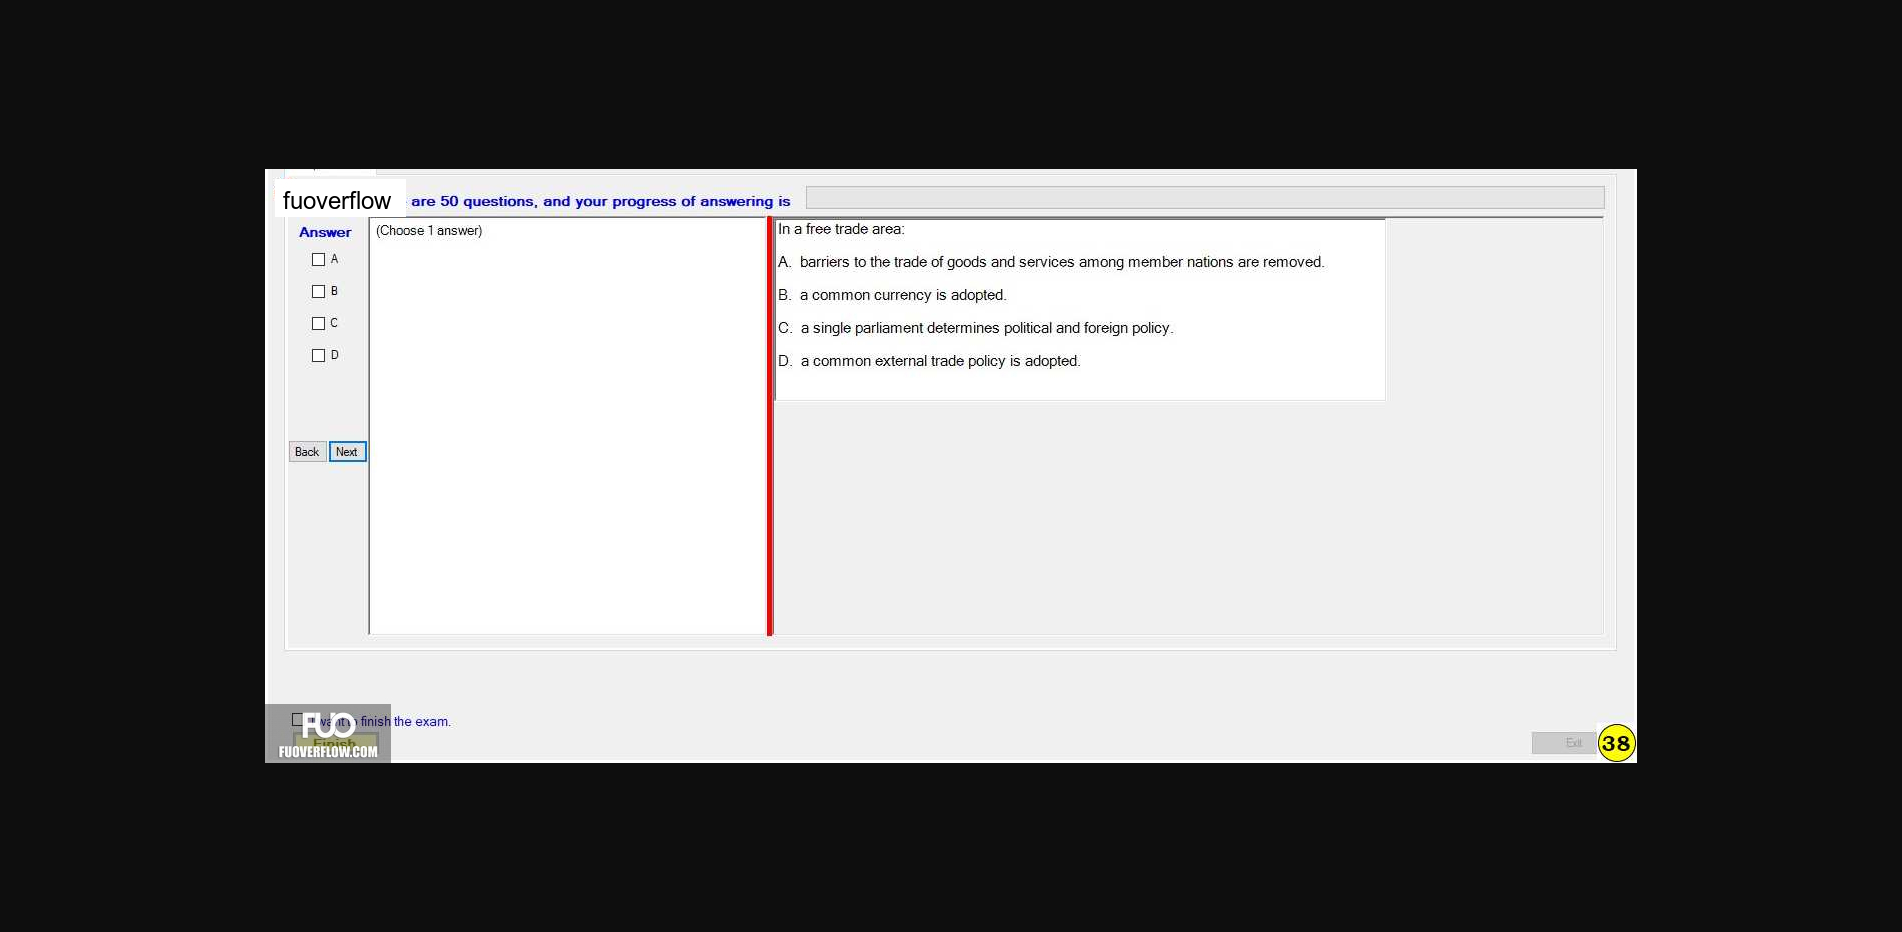 fuoverflow are 50 questions, and your progress of answering is
Answer
A
B
C
D
Back Next
(Choose 1 answer)
In a free trade area:
A. barriers to the trade of goods and services among member nations are removed.
B. a common currency is adopted.
C. a single parliament determines political and foreign policy.
D. a common external trade policy is adopted.
I want to finish the exam.
Finish
FUO
FUOVERFLOW.COM
Exit
38